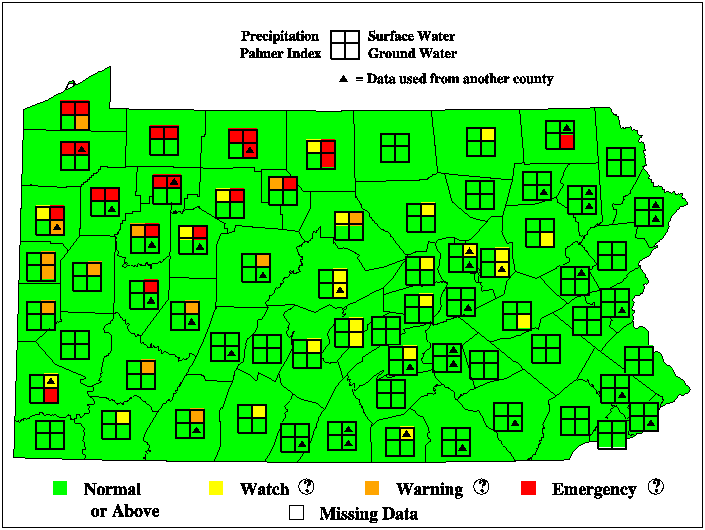 Precipitation Surface Water
Palmer Index Ground Water
▲ = Data used from another county
Normal or Above
Watch ?
Warning ?
Emergency ?
Missing Data